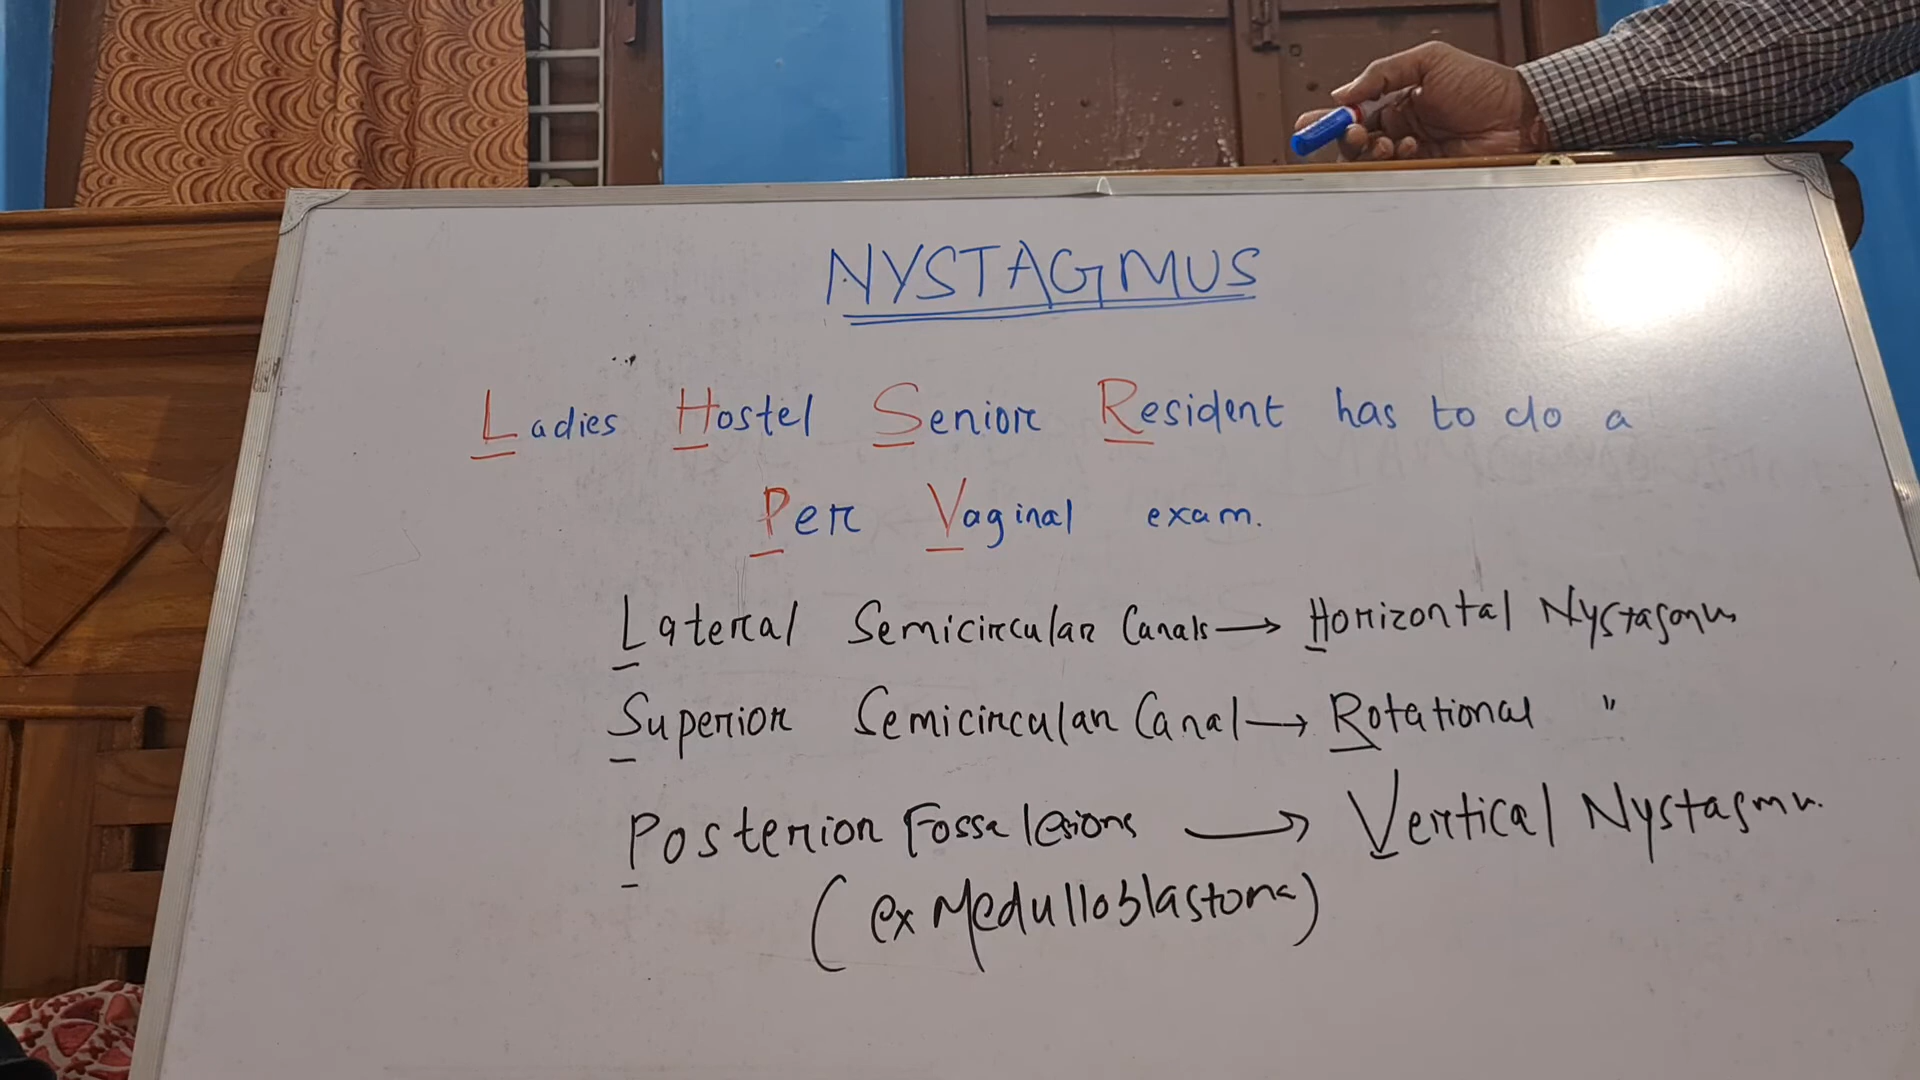 NYSTAGMUS
Ladies Hostel Senior Resident has to do a
Per Vaginal exam.
Lateral Semicircular Canals → Horizontal Nystagmus
Superior Semicircular Canal → Rotational "
Posterior Fossa lesions → Vertical Nystagmus
(ex Medulloblastoma)